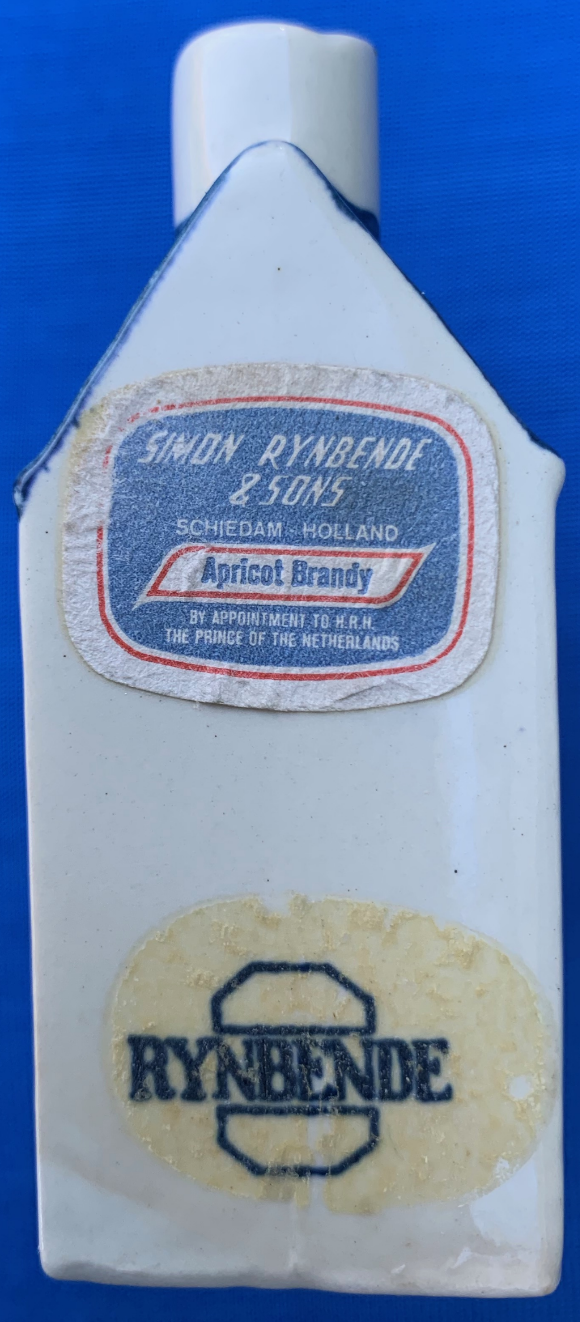 SIMON RYNBENDE
& SONS
SCHIEDAM HOLLAND
Apricot Brandy
BY APPOINTMENT TO H.R.H.
THE PRINCE OF THE NETHERLANDS
RYNBENDE